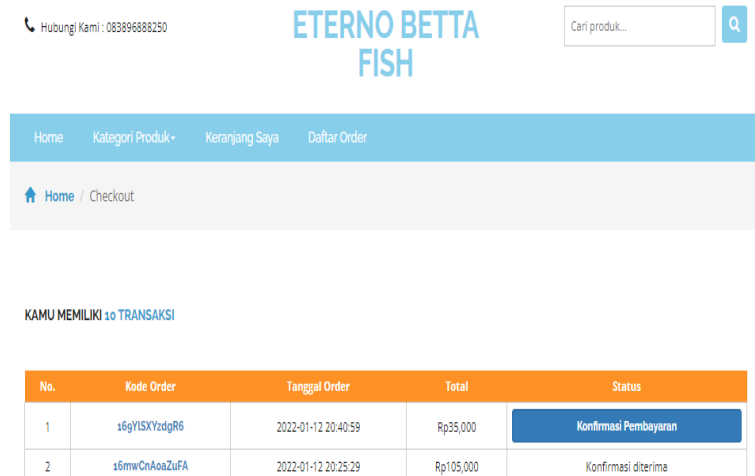 Hubungi Kami : 083896888250
ETERNO BETTA
FISH
Cari produk...
Home Kategori Produk Keranjang Saya Daftar Order
Home / Checkout
KAMU MEMILIKI 10 TRANSAKSI
No. Kode Order Tanggal Order Total Status
1 169YlSXYzdgR6 2022-01-12 20:40:59 Rp35,000 Konfirmasi Pembayaran
2 16mwCnAoaZuFA 2022-01-12 20:25:29 Rp105,000 Konfirmasi diterima